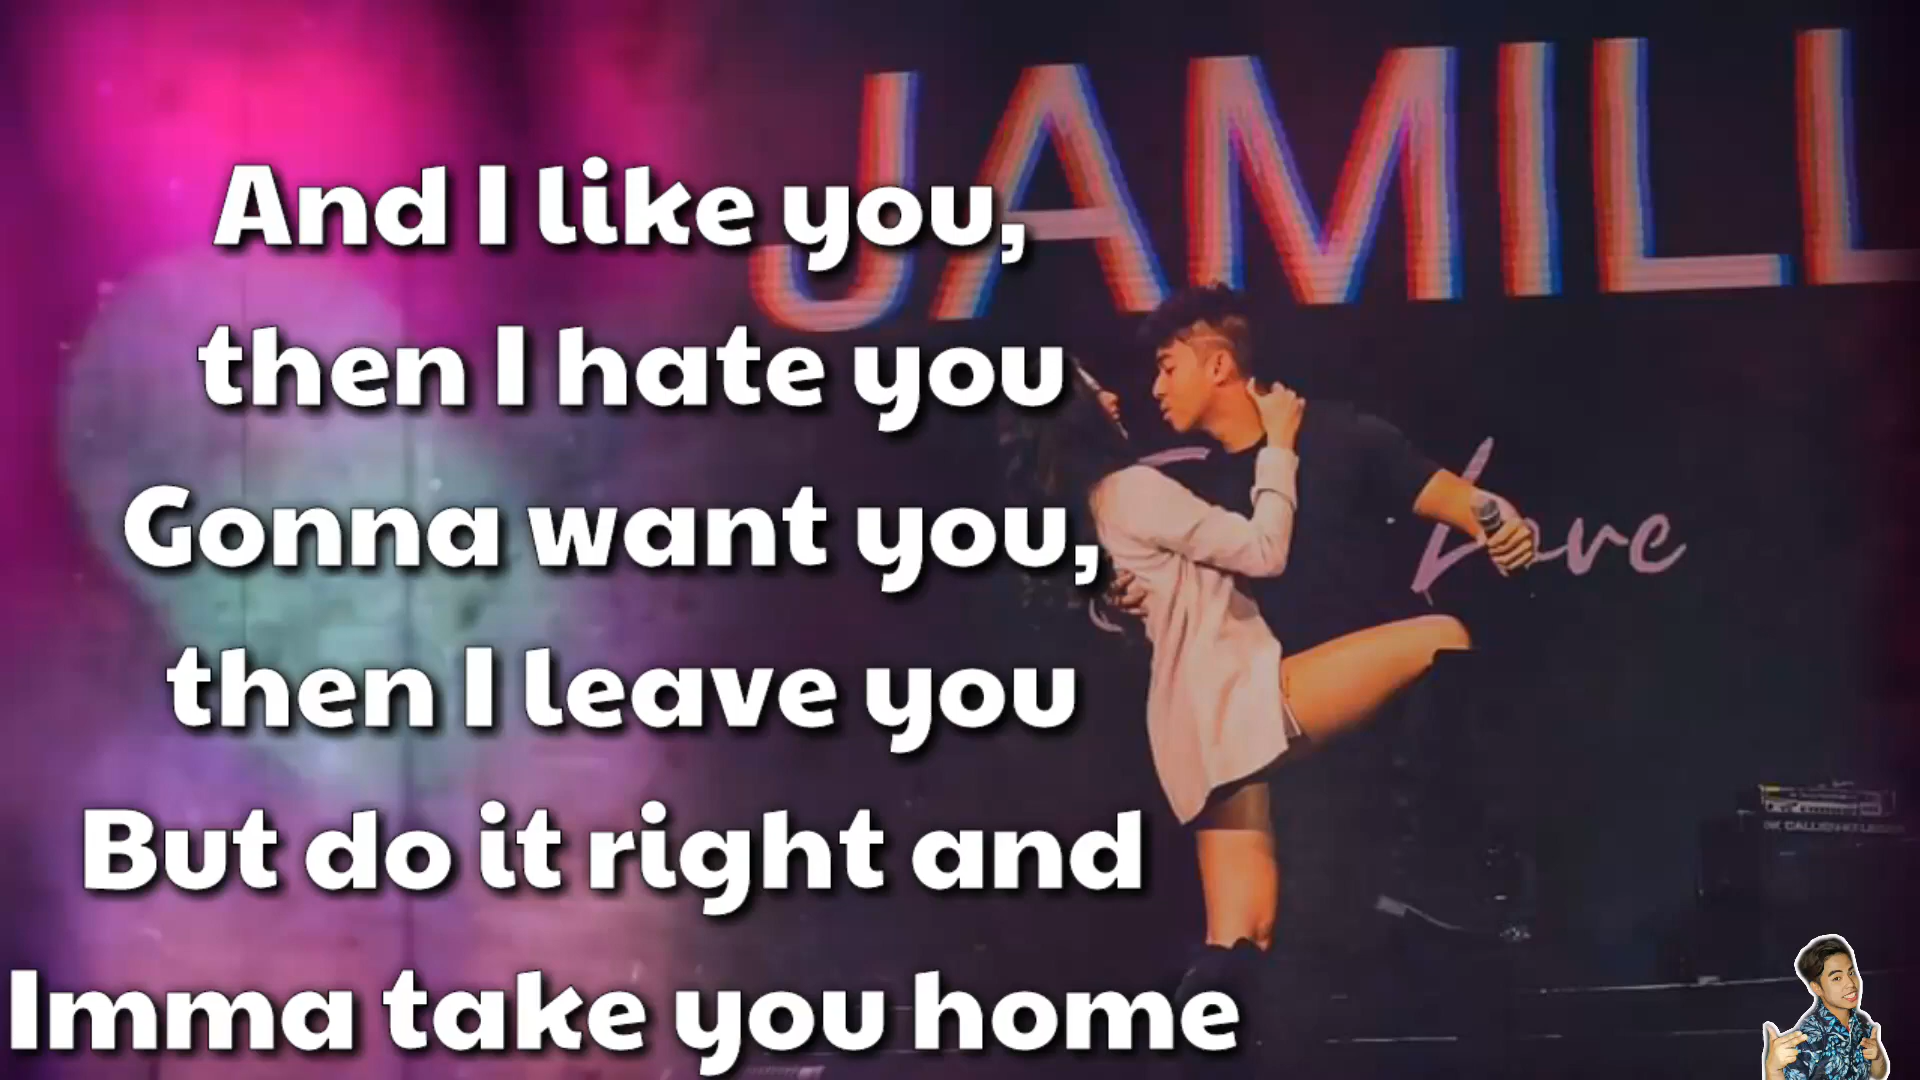 JAMILL
And I like you,
then I hate you
Gonna want you,
Love
then I leave you
But do it right and
Imma take you home